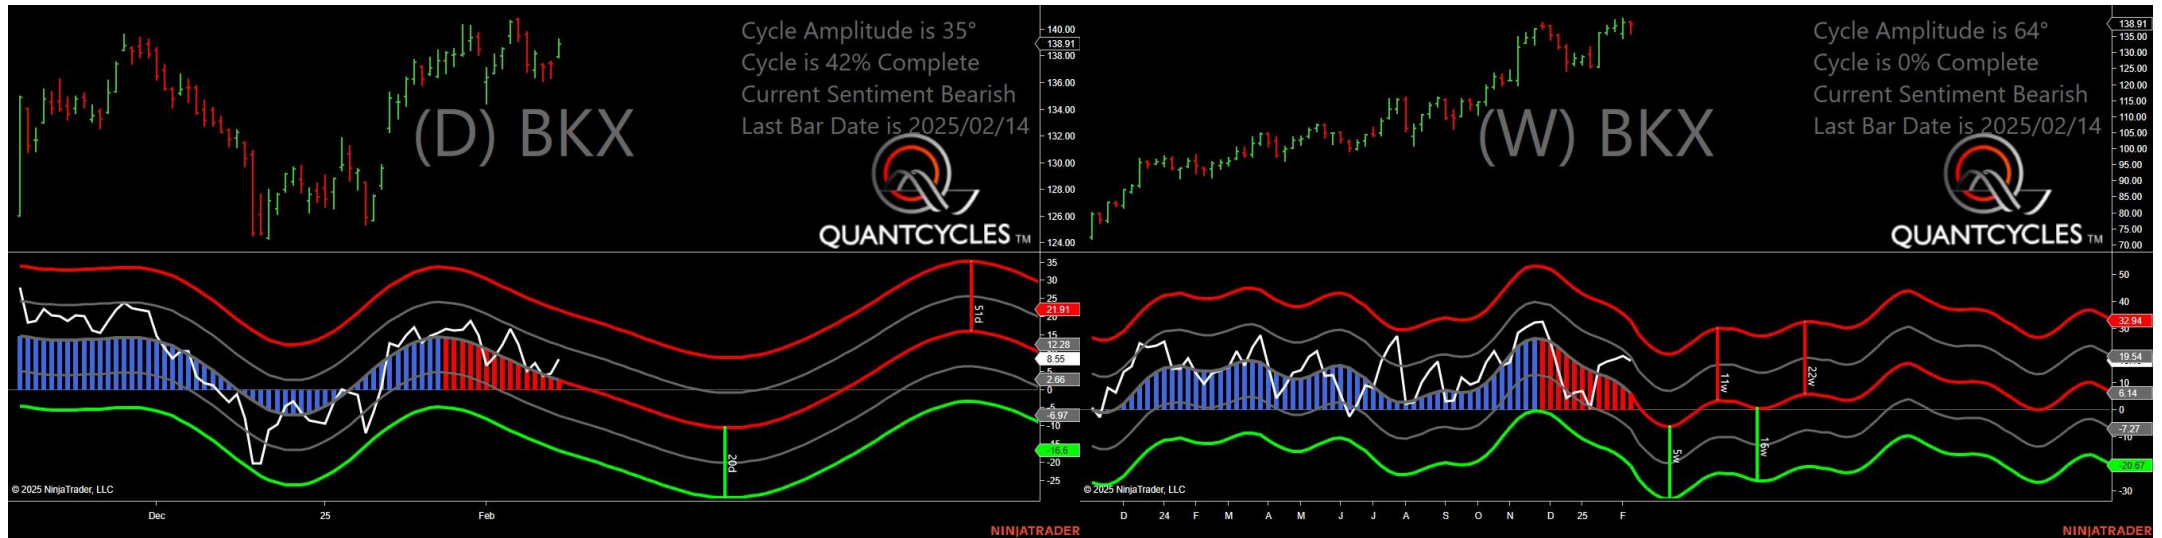 Cycle Amplitude is 35°
Cycle is 42% Complete
Current Sentiment Bearish
Last Bar Date is 2025/02/14
(D) BKX
QUANTCYCLES TM
140.00
138.91
138.00
136.00
134.00
132.00
130.00
128.00
126.00
124.00
35
30
25
21.91
20
15
12.28
8.55
2.66
0
-5
-6.97
-10
-15
-16.6
-20
-25
51d
20d
© 2025 NinjaTrader, LLC
Dec
25
Feb
NINJATRADER
Cycle Amplitude is 64°
Cycle is 0% Complete
Current Sentiment Bearish
Last Bar Date is 2025/02/14
(W) BKX
QUANTCYCLES TM
138.91
135.00
130.00
125.00
120.00
115.00
110.00
105.00
100.00
95.00
90.00
85.00
80.00
75.00
70.00
50
40
32.94
30
19.54
10
6.14
0
-7.27
-10
-20.67
-30
11w
22w
5w
16w
© 2025 NinjaTrader, LLC
D 24 F M A M J J A S O N D 25 F
NINJATRADER